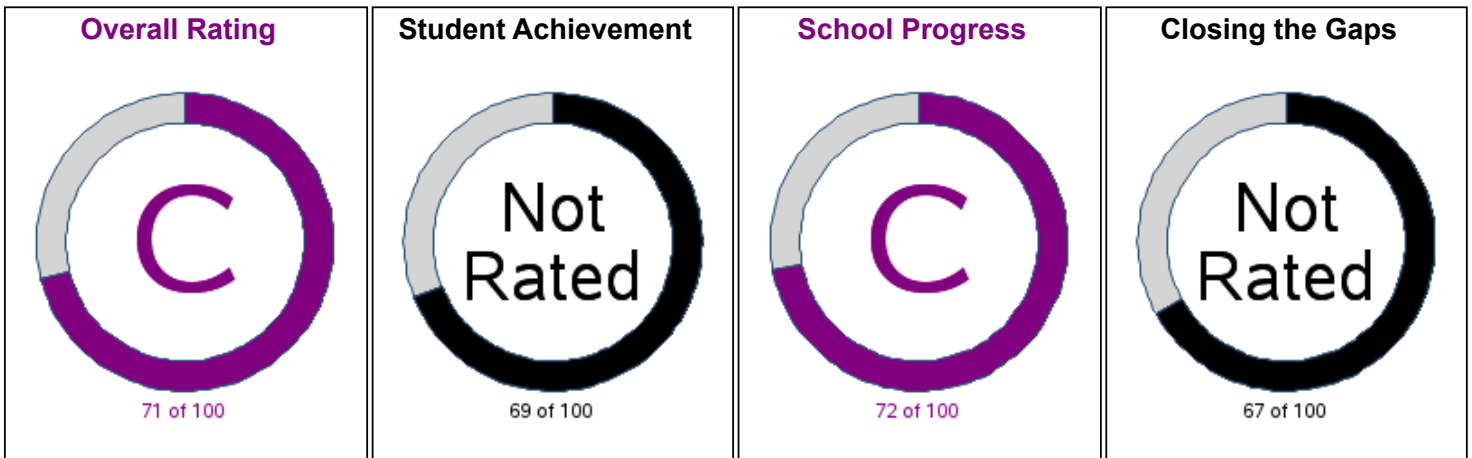 Overall Rating
C
71 of 100
Student Achievement
Not
Rated
69 of 100
School Progress
C
72 of 100
Closing the Gaps
Not
Rated
67 of 100